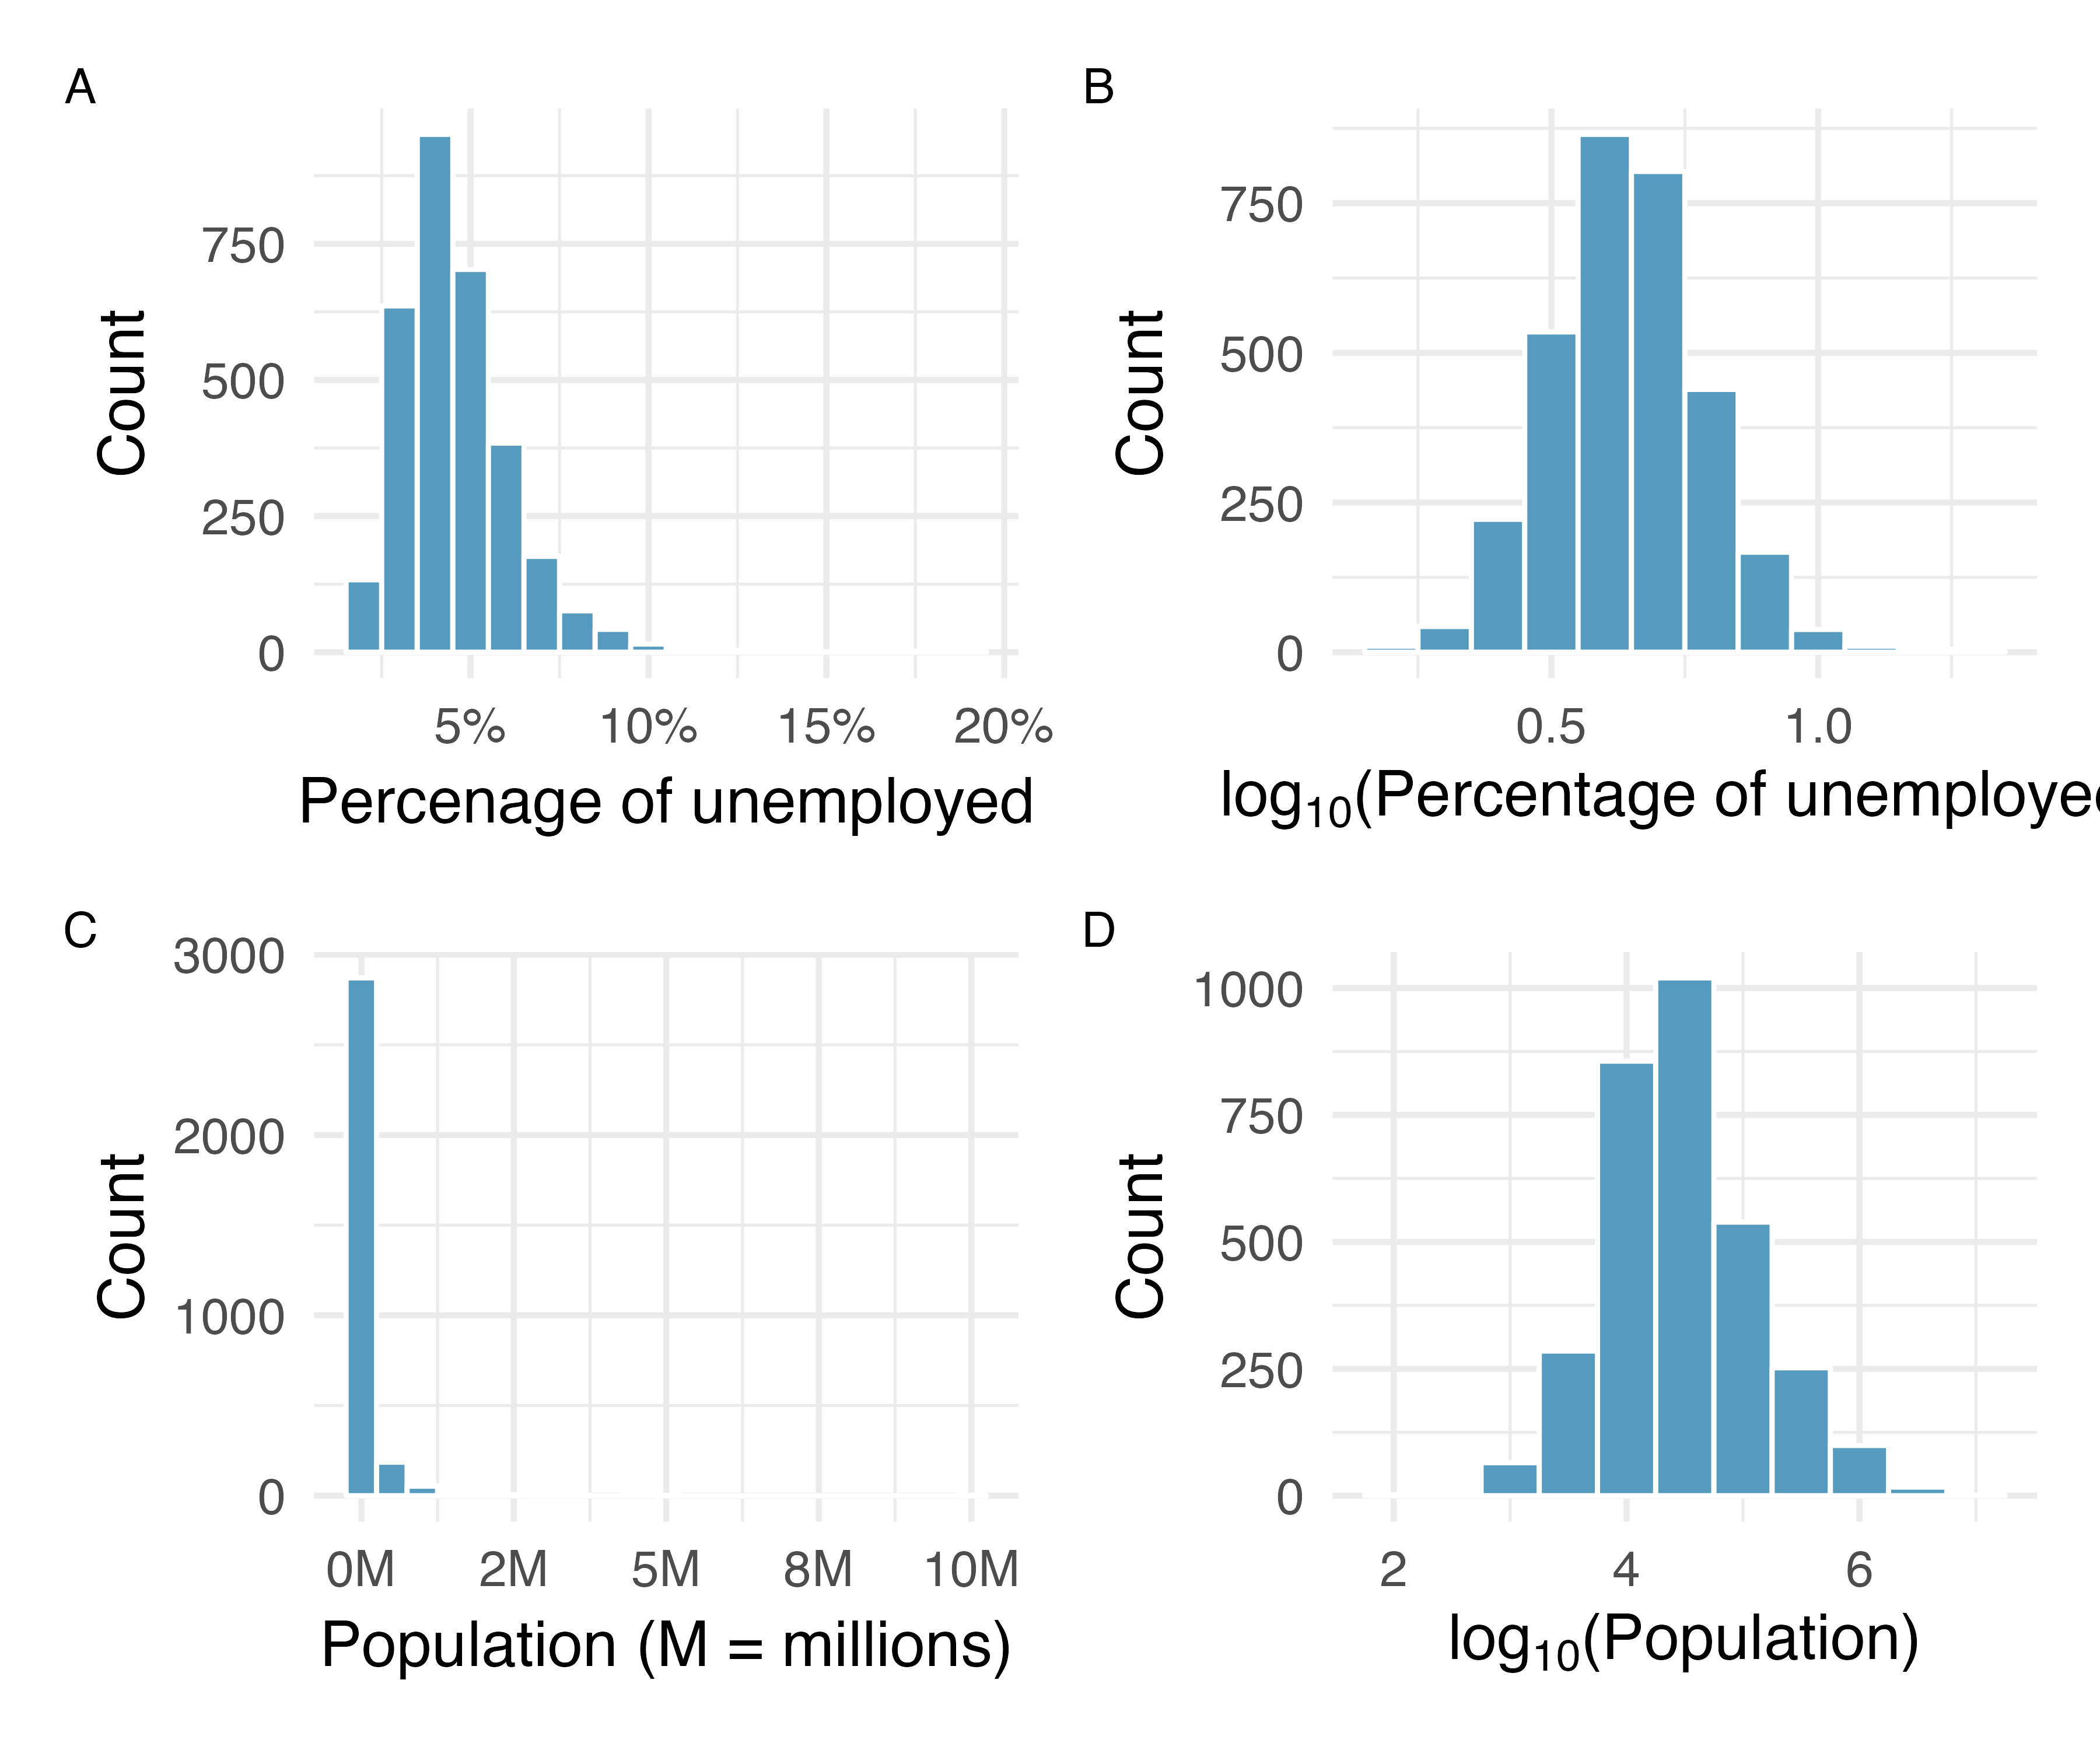 A
Count
750
500
250
0
5% 10% 15% 20%
Percenage of unemployed
B
Count
750
500
250
0
0.5 1.0
log10(Percentage of unemploye
C
Count
3000
2000
1000
0
0M 2M 5M 8M 10M
Population (M = millions)
D
Count
1000
750
500
250
0
2 4 6
log10(Population)